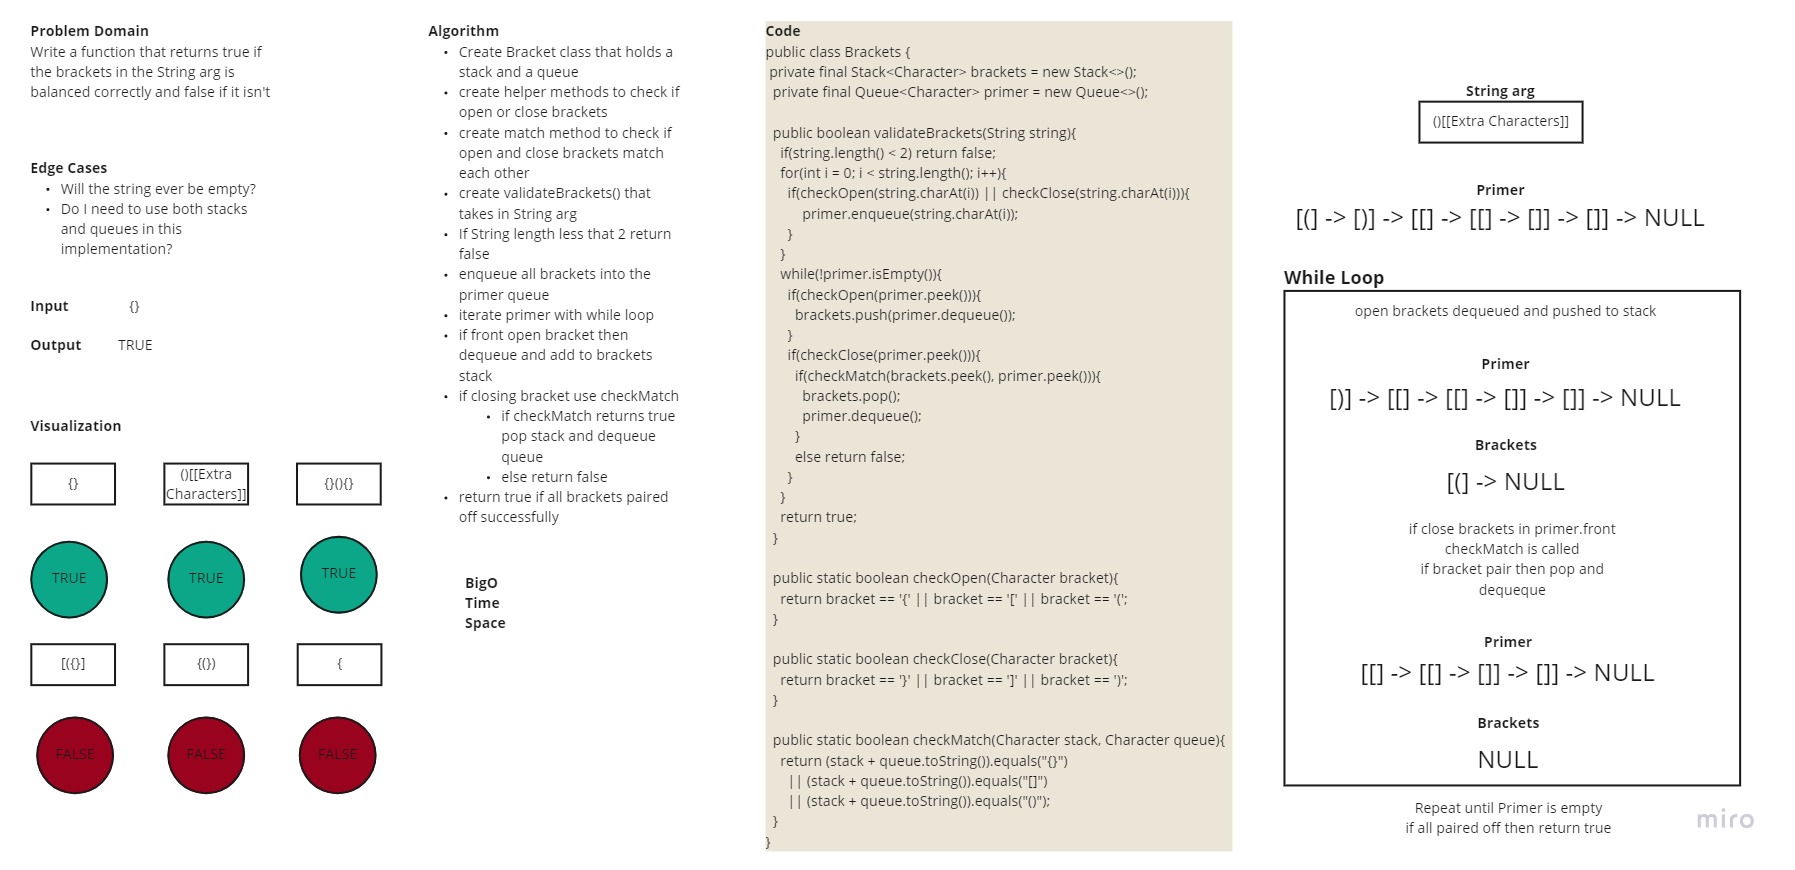 Problem Domain
Write a function that returns true if
the brackets in the String arg is
balanced correctly and false if it isn't
Edge Cases
• Will the string ever be empty?
• Do I need to use both stacks
and queues in this
implementation?
Input {}
Output TRUE
Visualization
{}
()[[Extra
Characters]]
{}(){}
TRUE
TRUE
TRUE
[({}]
{(})
{
FALSE
FALSE
FALSE
Algorithm
• Create Bracket class that holds a
stack and a queue
• create helper methods to check if
open or close brackets
• create match method to check if
open and close brackets match
each other
• create validateBrackets() that
takes in String arg
• If String length less that 2 return
false
• enqueue all brackets into the
primer queue
• iterate primer with while loop
• if front open bracket then
dequeue and add to brackets
stack
• if closing bracket use checkMatch
• if checkMatch returns true
pop stack and dequeue
queue
• else return false
• return true if all brackets paired
off successfully
BigO
Time
Space
Code
public class Brackets {
private final Stack<Character> brackets = new Stack<>();
private final Queue<Character> primer = new Queue<>();
public boolean validateBrackets(String string){
if(string.length() < 2) return false;
for(int i = 0; i < string.length(); i++){
if(checkOpen(string.charAt(i)) || checkClose(string.charAt(i))){
primer.enqueue(string.charAt(i));
}
}
while(!primer.isEmpty()){
if(checkOpen(primer.peek())){
brackets.push(primer.dequeue());
}
if(checkClose(primer.peek())){
if(checkMatch(brackets.peek(), primer.peek())){
brackets.pop();
primer.dequeue();
}
else return false;
}
}
return true;
}
public static boolean checkOpen(Character bracket){
return bracket == '{' || bracket == '[' || bracket == '(';
}
public static boolean checkClose(Character bracket){
return bracket == '}' || bracket == ']' || bracket == ')';
}
public static boolean checkMatch(Character stack, Character queue){
return (stack + queue.toString()).equals("{}")
|| (stack + queue.toString()).equals("[]")
|| (stack + queue.toString()).equals("()");
}
}
String arg
()[[Extra Characters]]
Primer
[(] -> [)] -> [[] -> [[] -> []] -> []] -> NULL
While Loop
open brackets dequeued and pushed to stack
Primer
[)] -> [[] -> [[] -> []] -> []] -> NULL
Brackets
[(] -> NULL
if close brackets in primer.front
checkMatch is called
if bracket pair then pop and
dequeque
Primer
[[] -> [[] -> []] -> []] -> NULL
Brackets
NULL
Repeat until Primer is empty
if all paired off then return true
miro